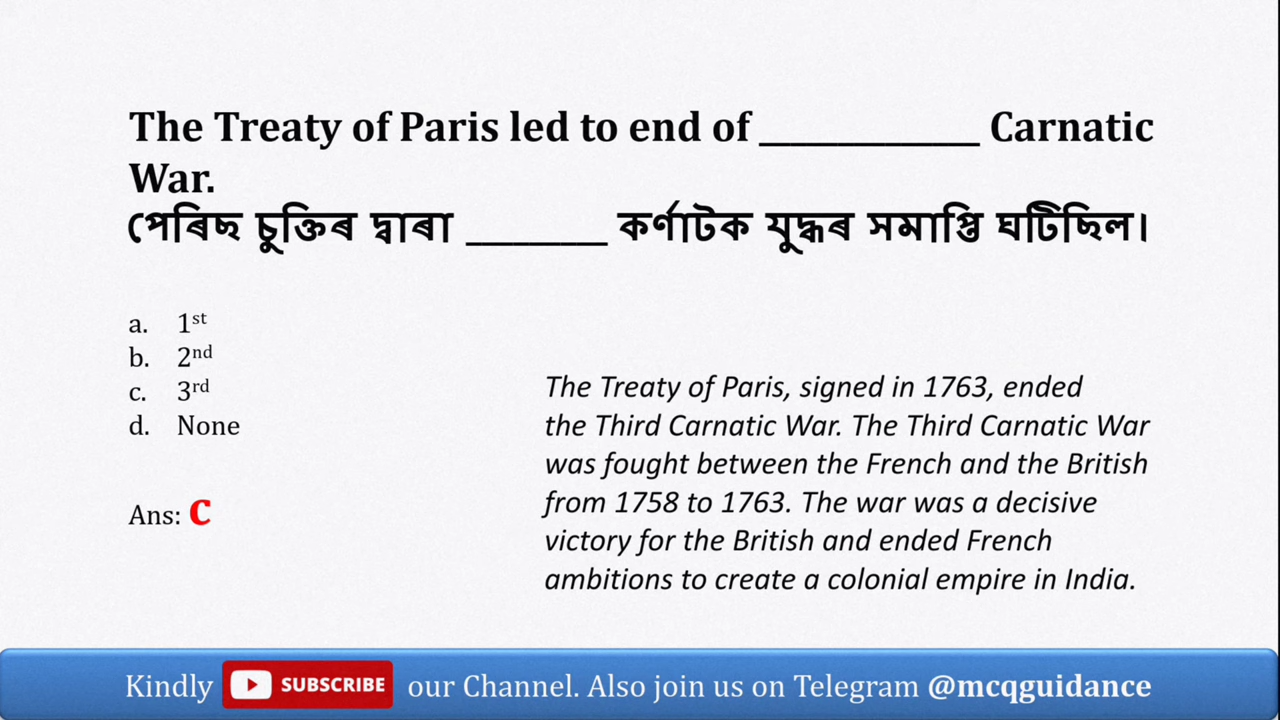 The Treaty of Paris led to end of ______________ Carnatic
War.
পেৰিছ চুক্তিৰ দ্বাৰা _________ কৰ্ণাটক যুদ্ধৰ সমাপ্তি ঘটিছিল।
a. 1st
b. 2nd
c. 3rd
d. None
Ans: c
The Treaty of Paris, signed in 1763, ended
the Third Carnatic War. The Third Carnatic War
was fought between the French and the British
from 1758 to 1763. The war was a decisive
victory for the British and ended French
ambitions to create a colonial empire in India.
Kindly SUBSCRIBE our Channel. Also join us on Telegram @mcqguidance